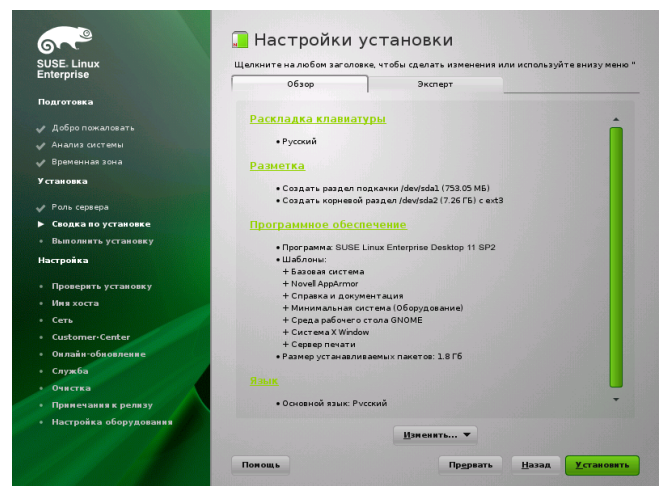 SUSE. Linux
Enterprise
Подготовка
Добро пожаловать
Анализ системы
Временная зона
Установка
Роль сервера
Сводка по установке
Выполнить установку
Настройка
Проверить установку
Имя хоста
Сеть
Customer-Center
Онлайн-обновление
Служба
Очистка
Примечания к релизу
Настройка оборудования
Настройки установки
Щелкните на любом заголовке, чтобы сделать изменения или используйте внизу меню "
Обзор
Эксперт
Раскладка клавиатуры
• Русский
Разметка
• Создать раздел подкачки /dev/sda1 (753.05 МБ)
• Создать корневой раздел /dev/sda2 (7.26 ГБ) с ext3
Программное обеспечение
• Программа: SUSE Linux Enterprise Desktop 11 SP2
• Шаблоны:
+ Базовая система
+ Novell AppArmor
+ Справка и документация
+ Минимальная система (Оборудование)
+ Среда рабочего стола GNOME
+ Система X Window
+ Сервер печати
• Размер устанавливаемых пакетов: 1.8 Гб
Язык
• Основной язык: Русский
Изменить...
Помощь
Прервать
Назад
Установить